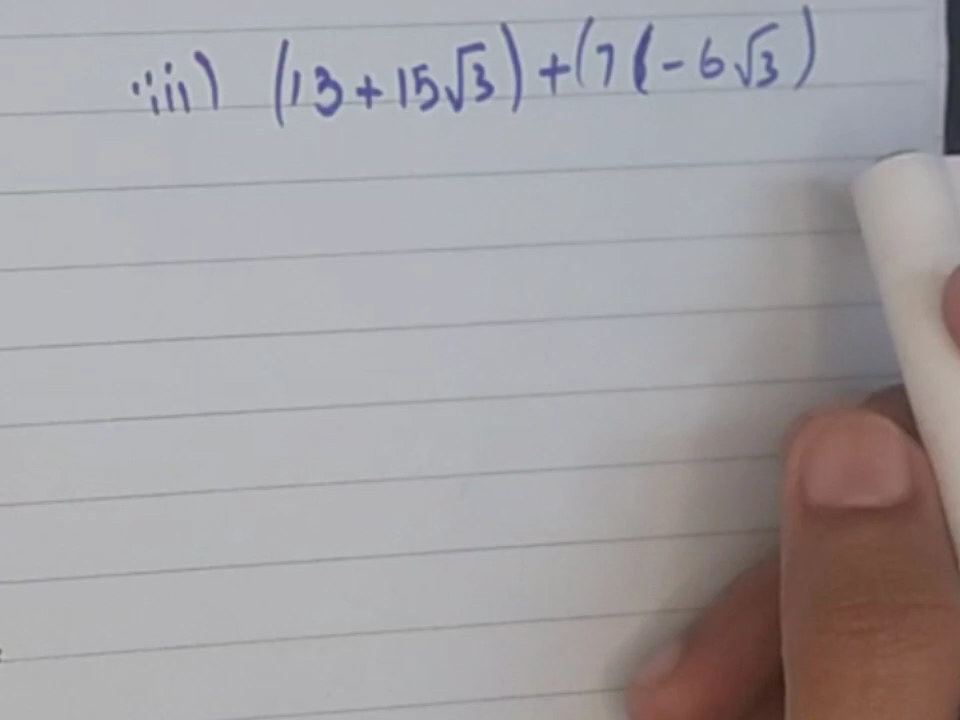 iii) (13 + 15√3) + (7 ( - 6√3)